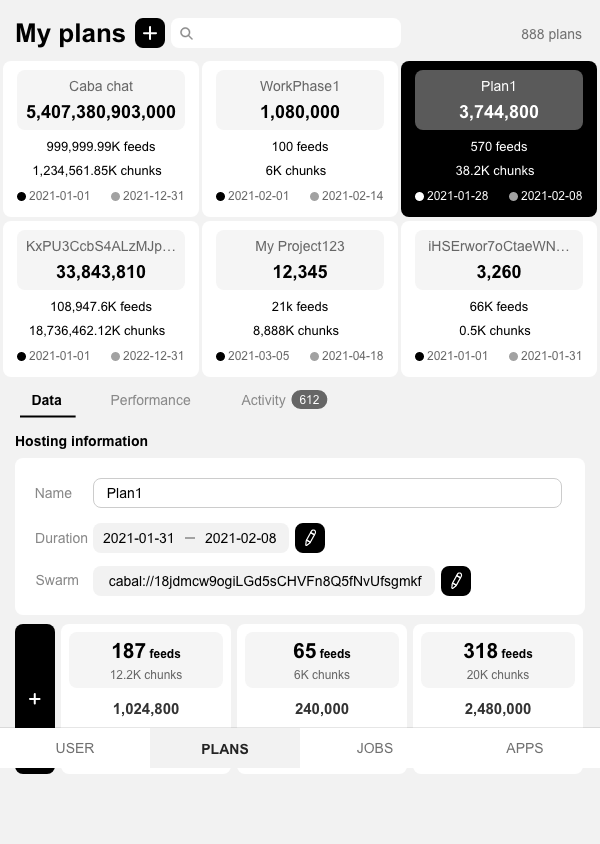 My plans
888 plans
Caba chat
5,407,380,903,000
999,999.99K feeds
1,234,561.85K chunks
2021-01-01 2021-12-31
WorkPhase1
1,080,000
100 feeds
6K chunks
2021-02-01 2021-02-14
Plan1
3,744,800
570 feeds
38.2K chunks
2021-01-28 2021-02-08
KxPU3CcbS4ALzMJp…
33,843,810
108,947.6K feeds
18,736,462.12K chunks
2021-01-01 2022-12-31
My Project123
12,345
21k feeds
8,888K chunks
2021-03-05 2021-04-18
iHSErwor7oCtaeWN…
3,260
66K feeds
0.5K chunks
2021-01-01 2021-01-31
Data Performance Activity 612
Hosting information
Name Plan1
Duration 2021-01-31 — 2021-02-08
Swarm cabal://18jdmcw9ogiLGd5sCHVFn8Q5fNvUfsgmkf
+
187 feeds
12.2K chunks
1,024,800
65 feeds
6K chunks
240,000
318 feeds
20K chunks
2,480,000
USER PLANS JOBS APPS